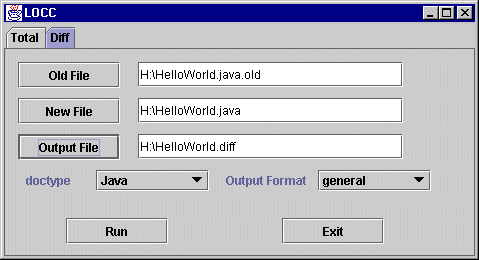 LOCC
Total Diff
Old File H:\HelloWorld.java.old
New File H:\HelloWorld.java
Output File H:\HelloWorld.diff
doctype Java Output Format general
Run Exit